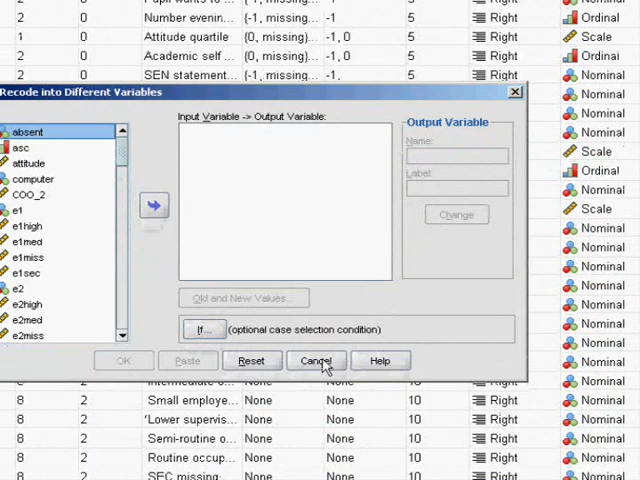 2 0 Pupil wants to ... {-1, missing... -1, 5 Right Nominal
2 0 Number evenin... {-1, missing... -1 5 Right Ordinal
1 0 Attitude quartile {0, missing}... -1, 0 5 Right Scale
2 0 Academic self ... {0, missing}... -1, 0 5 Right Ordinal
2 0 SEN statement... {-1, missing... -1, 5 Right Nominal
Recode into Different Variables
Nominal
Input Variable -> Output Variable:
Nominal
absent
asc
attitude
computer
COO_2
e1
e1high
e1med
e1miss
e1sec
e2
e2high
e2med
e2miss
Output Variable
Name:
Label:
Change
Old and New Values...
If... (optional case selection condition)
OK Paste Reset Cancel Help
Nominal
Nominal
Scale
Ordinal
Nominal
Scale
Nominal
Nominal
Nominal
Nominal
Nominal
Nominal
Nominal
Nominal
8 2 Intermediate o... None None 10 Right Nominal
8 2 Small employe... None None 10 Right Nominal
8 2 'Lower supervis... None None 10 Right Nominal
8 2 Semi-routine o... None None 10 Right Nominal
8 2 Routine occup... None None 10 Right Nominal
8 2 SEC missing... None None 10 Right Nominal